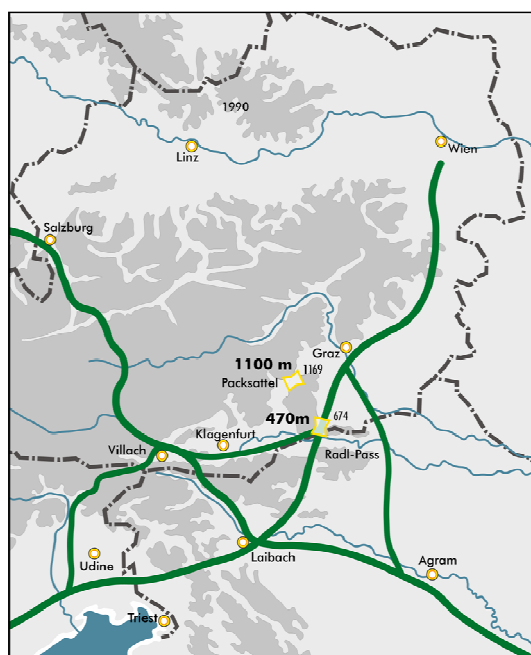 1990
Linz
Wien
Salzburg
Graz
1100 m
1169
Packsattel
470m
674
Klagenfurt
Villach
Radl-Pass
Laibach
Udine
Agram
Triest